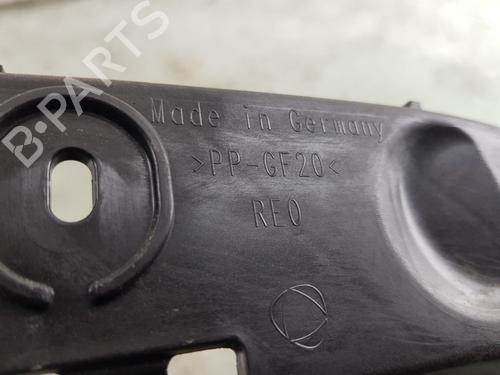 B-PARTS
Made in Germany
>PP-GF20<
REO